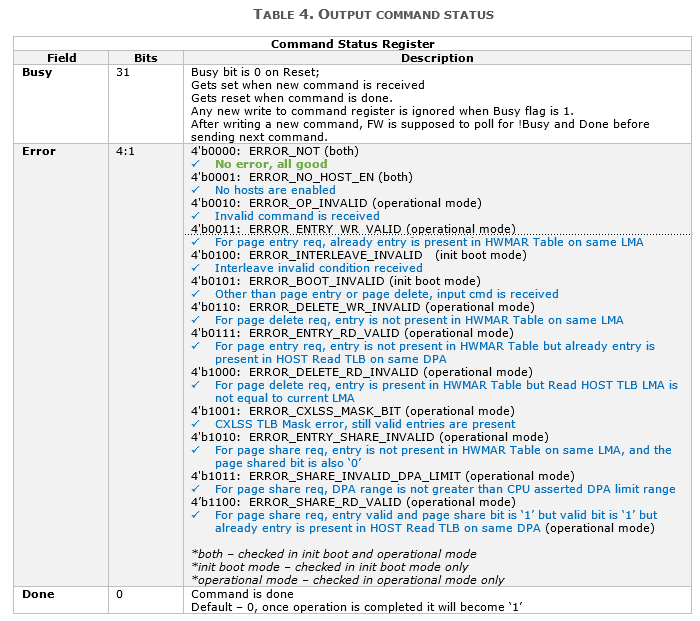 TABLE 4. OUTPUT COMMAND STATUS
Command Status Register
Field Bits Description
Busy 31 Busy bit is 0 on Reset;
Gets set when new command is received
Gets reset when command is done.
Any new write to command register is ignored when Busy flag is 1.
After writing a new command, FW is supposed to poll for !Busy and Done before
sending next command.
Error 4:1 4'b0000: ERROR_NOT (both)
✓ No error, all good
4'b0001: ERROR_NO_HOST_EN (both)
✓ No hosts are enabled
4'b0010: ERROR_OP_INVALID (operational mode)
✓ Invalid command is received
4'b0011: ERROR_ENTRY_WR_VALID (operational mode)
✓ For page entry req, already entry is present in HWMAR Table on same LMA
4'b0100: ERROR_INTERLEAVE_INVALID (init boot mode)
✓ Interleave invalid condition received
4'b0101: ERROR_BOOT_INVALID (init boot mode)
✓ Other than page entry or page delete, input cmd is received
4'b0110: ERROR_DELETE_WR_INVALID (operational mode)
✓ For page delete req, entry is not present in HWMAR Table on same LMA
4'b0111: ERROR_ENTRY_RD_VALID (operational mode)
✓ For page entry req, entry is not present in HWMAR Table but already entry is
present in HOST Read TLB on same DPA
4'b1000: ERROR_DELETE_RD_INVALID (operational mode)
✓ For page delete req, entry is present in HWMAR Table but Read HOST TLB LMA is
not equal to current LMA
4'b1001: ERROR_CXLSS_MASK_BIT (operational mode)
✓ CXLSS TLB Mask error, still valid entries are present
4'b1010: ERROR_ENTRY_SHARE_INVALID (operational mode)
✓ For page share req, entry is not present in HWMAR Table on same LMA, and the
page shared bit is also ‘0’
4'b1011: ERROR_SHARE_INVALID_DPA_LIMIT (operational mode)
✓ For page share req, DPA range is not greater than CPU asserted DPA limit range
4’b1100: ERROR_SHARE_RD_VALID (operational mode)
✓ For page share req, entry valid and page share bit is ‘1’ but valid bit is ‘1’ but
already entry is present in HOST Read TLB on same DPA (operational mode)
*both – checked in init boot and operational mode
*init boot mode – checked in init boot mode only
*operational mode – checked in operational mode only
Done 0 Command is done
Default – 0, once operation is completed it will become ‘1’